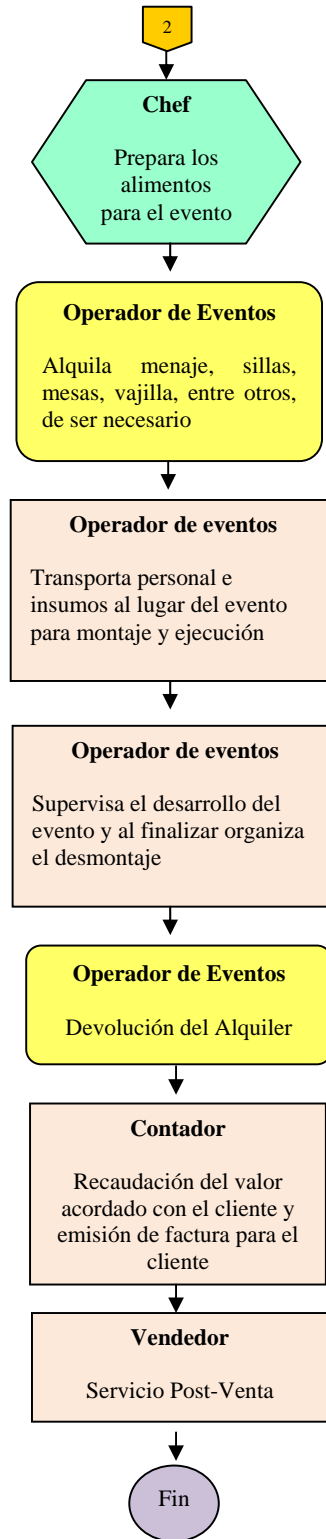 2
Chef
Prepara los
alimentos
para el evento
Operador de Eventos
Alquila menaje, sillas,
mesas, vajilla, entre otros,
de ser necesario
Operador de eventos
Transporta personal e
insumos al lugar del evento
para montaje y ejecución
Operador de eventos
Supervisa el desarrollo del
evento y al finalizar organiza
el desmontaje
Operador de Eventos
Devolución del Alquiler
Contador
Recaudación del valor
acordado con el cliente y
emisión de factura para el
cliente
Vendedor
Servicio Post-Venta
Fin